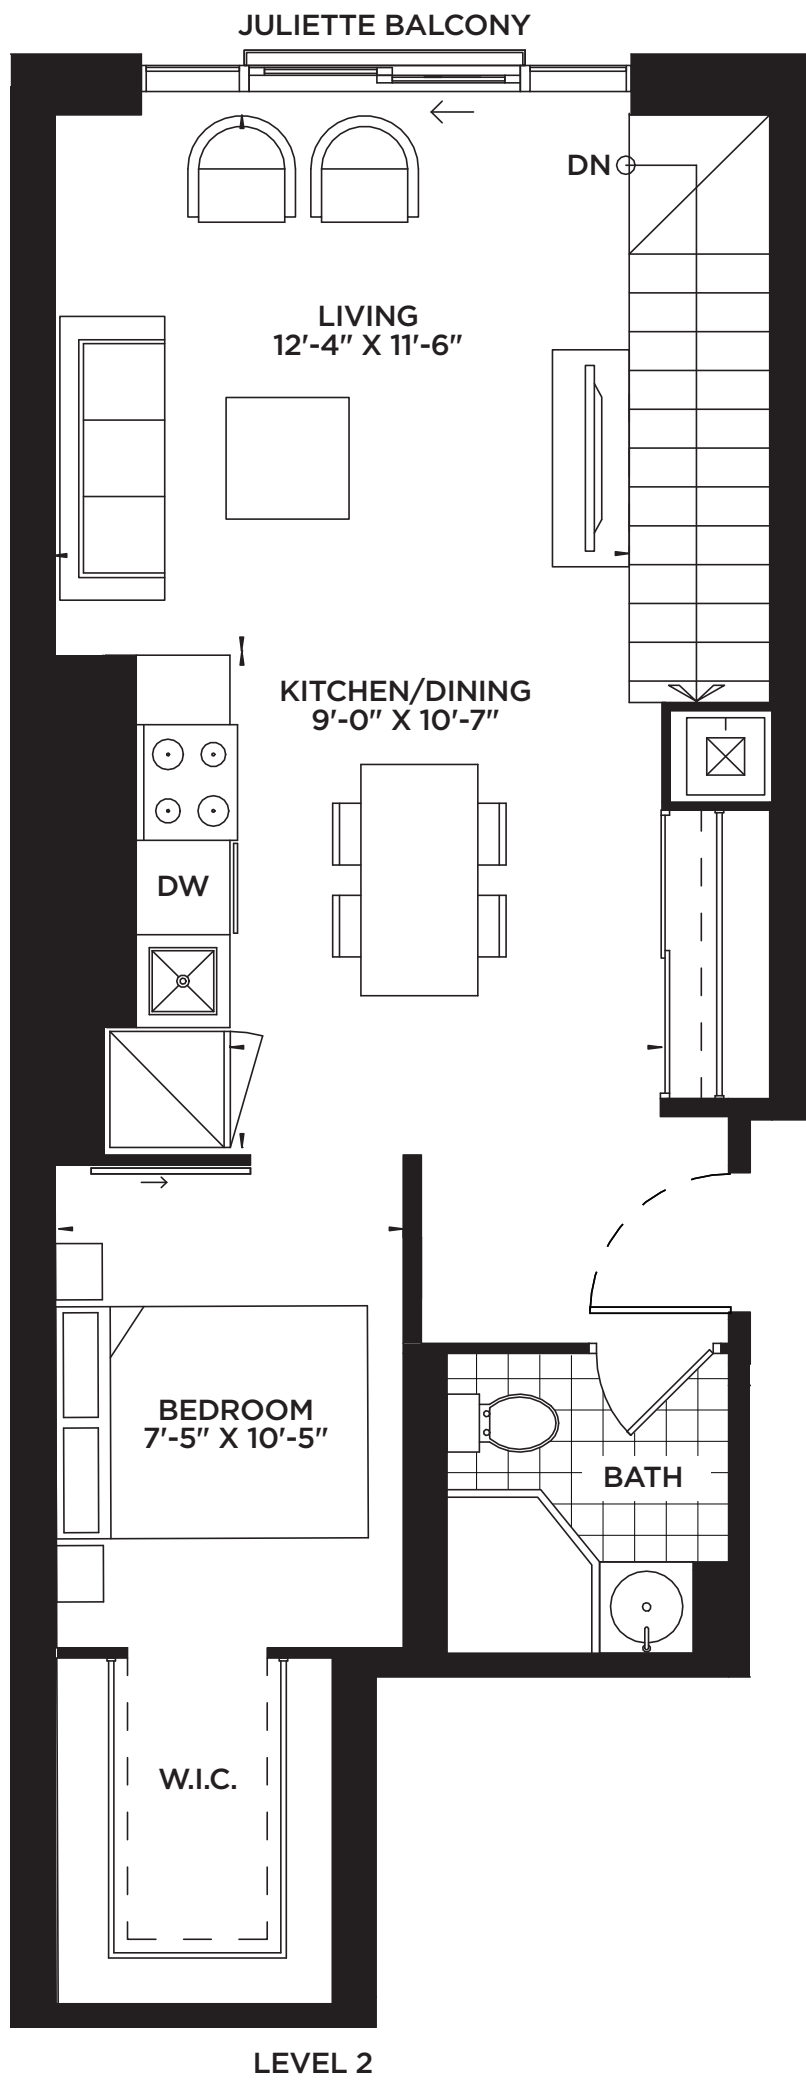 JULIETTE BALCONY
DN
LIVING
12'-4" X 11'-6"
KITCHEN/DINING
9'-0" X 10'-7"
DW
BEDROOM
7'-5" X 10'-5"
BATH
W.I.C.
LEVEL 2